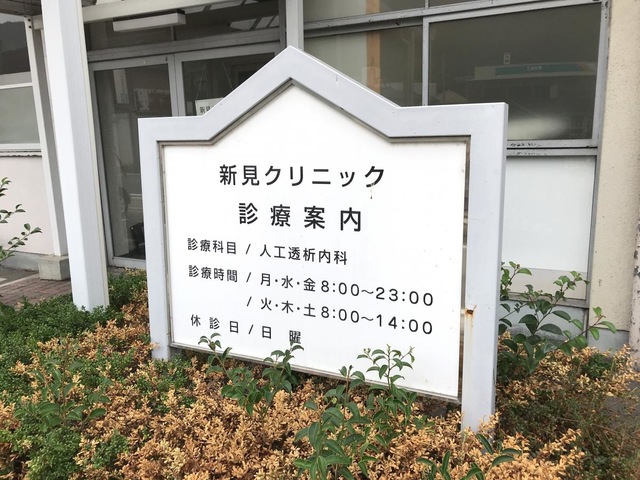 新見クリニック
診療案内
診療科目 / 人工透析内科
診療時間 / 月・水・金 8:00〜23:00
/ 火・木・土 8:00〜14:00
休診日 / 日曜